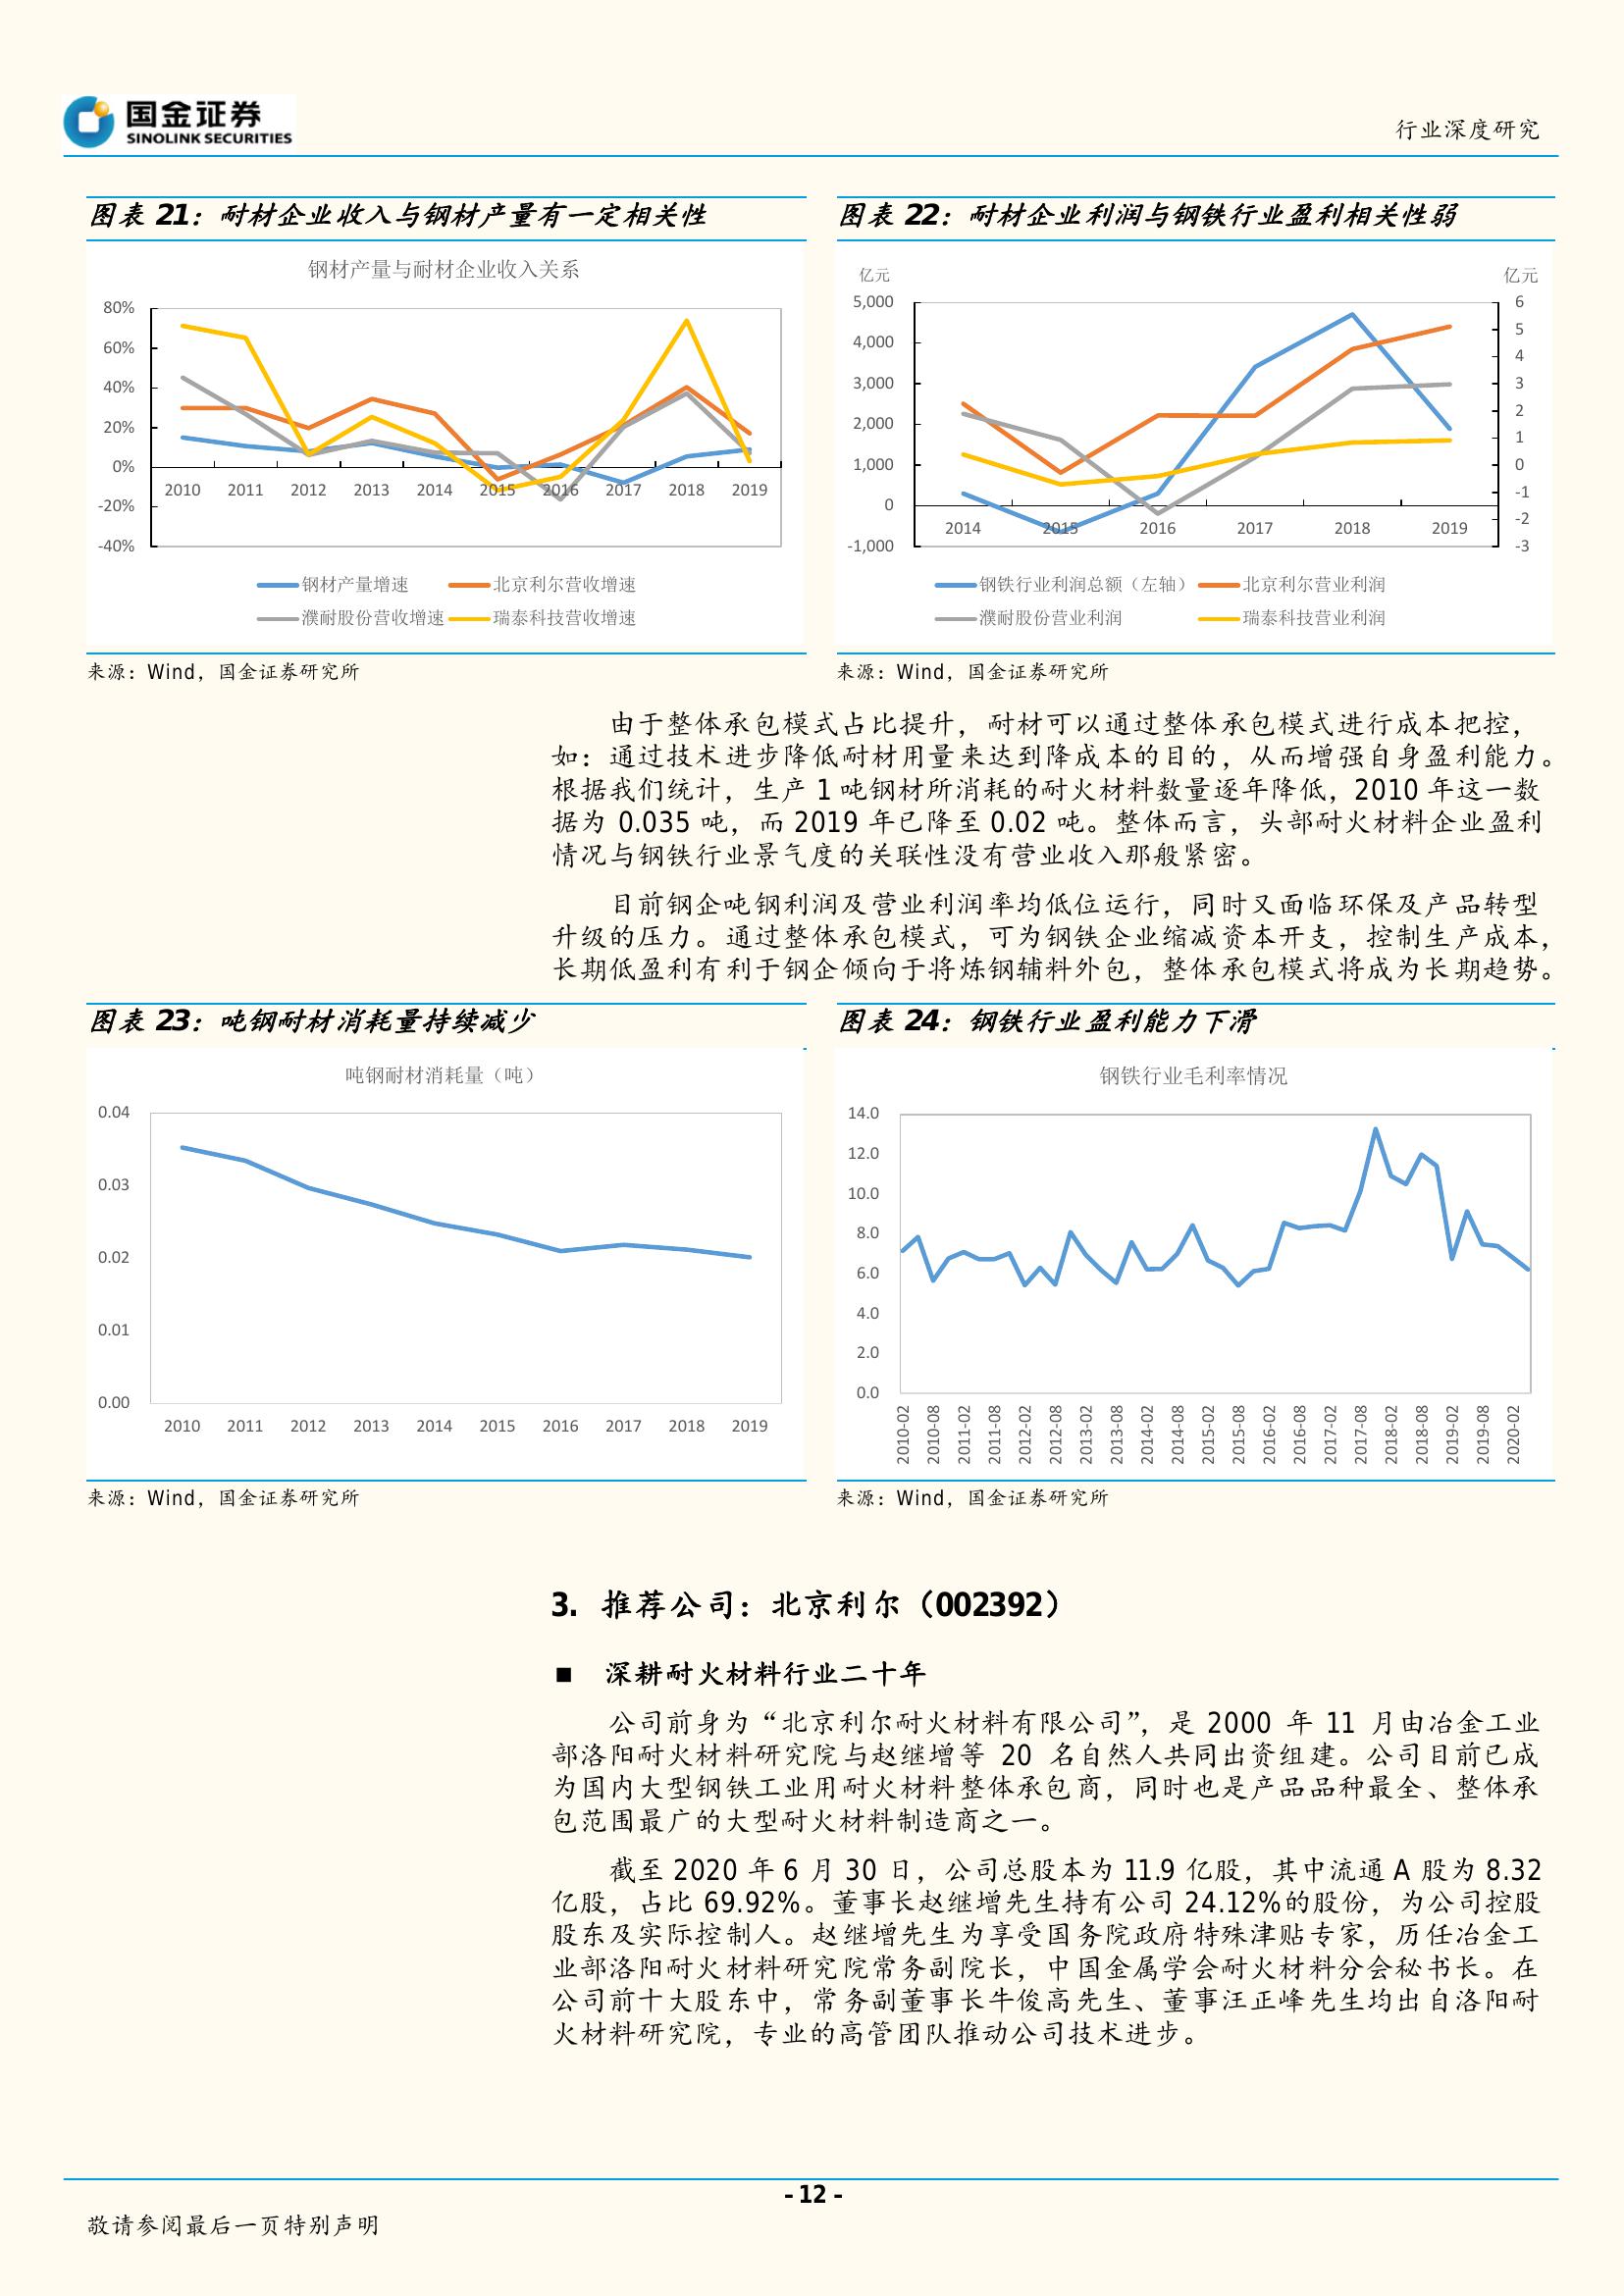 国金证券
SINOLINK SECURITIES
行业深度研究
图表 21：耐材企业收入与钢材产量有一定相关性
钢材产量与耐材企业收入关系
80%
60%
40%
20%
0%
-20%
-40%
2010 2011 2012 2013 2014 2015 2016 2017 2018 2019
钢材产量增速 北京利尔营收增速
濮耐股份营收增速 瑞泰科技营收增速
来源：Wind，国金证券研究所
图表 22：耐材企业利润与钢铁行业盈利相关性弱
亿元 亿元
5,000
4,000
3,000
2,000
1,000
0
-1,000
6
5
4
3
2
1
0
-1
-2
-3
2014 2015 2016 2017 2018 2019
钢铁行业利润总额（左轴） 北京利尔营业利润
濮耐股份营业利润 瑞泰科技营业利润
来源：Wind，国金证券研究所
由于整体承包模式占比提升，耐材可以通过整体承包模式进行成本把控，
如：通过技术进步降低耐材用量来达到降成本的目的，从而增强自身盈利能力。
根据我们统计，生产 1 吨钢材所消耗的耐火材料数量逐年降低，2010 年这一数
据为 0.035 吨，而 2019 年已降至 0.02 吨。整体而言，头部耐火材料企业盈利
情况与钢铁行业景气度的关联性没有营业收入那般紧密。
目前钢企吨钢利润及营业利润率均低位运行，同时又面临环保及产品转型
升级的压力。通过整体承包模式，可为钢铁企业缩减资本开支，控制生产成本，
长期低盈利有利于钢企倾向于将炼钢辅料外包，整体承包模式将成为长期趋势。
图表 23：吨钢耐材消耗量持续减少
吨钢耐材消耗量（吨）
0.04
0.03
0.02
0.01
0.00
2010 2011 2012 2013 2014 2015 2016 2017 2018 2019
来源：Wind，国金证券研究所
图表 24：钢铁行业盈利能力下滑
钢铁行业毛利率情况
14.0
12.0
10.0
8.0
6.0
4.0
2.0
0.0
2010-02 2010-08 2011-02 2011-08 2012-02 2012-08 2013-02 2013-08 2014-02 2014-08 2015-02 2015-08 2016-02 2016-08 2017-02 2017-08 2018-02 2018-08 2019-02 2019-08 2020-02
来源：Wind，国金证券研究所
3. 推荐公司：北京利尔（002392）
■ 深耕耐火材料行业二十年
公司前身为“北京利尔耐火材料有限公司”，是 2000 年 11 月由冶金工业
部洛阳耐火材料研究院与赵继增等 20 名自然人共同出资组建。公司目前已成
为国内大型钢铁工业用耐火材料整体承包商，同时也是产品品种最全、整体承
包范围最广的大型耐火材料制造商之一。
截至 2020 年 6 月 30 日，公司总股本为 11.9 亿股，其中流通 A 股为 8.32
亿股，占比 69.92%。董事长赵继增先生持有公司 24.12%的股份，为公司控股
股东及实际控制人。赵继增先生为享受国务院政府特殊津贴专家，历任冶金工
业部洛阳耐火材料研究院常务副院长，中国金属学会耐火材料分会秘书长。在
公司前十大股东中，常务副董事长牛俊高先生、董事汪正峰先生均出自洛阳耐
火材料研究院，专业的高管团队推动公司技术进步。
- 12 -
敬请参阅最后一页特别声明